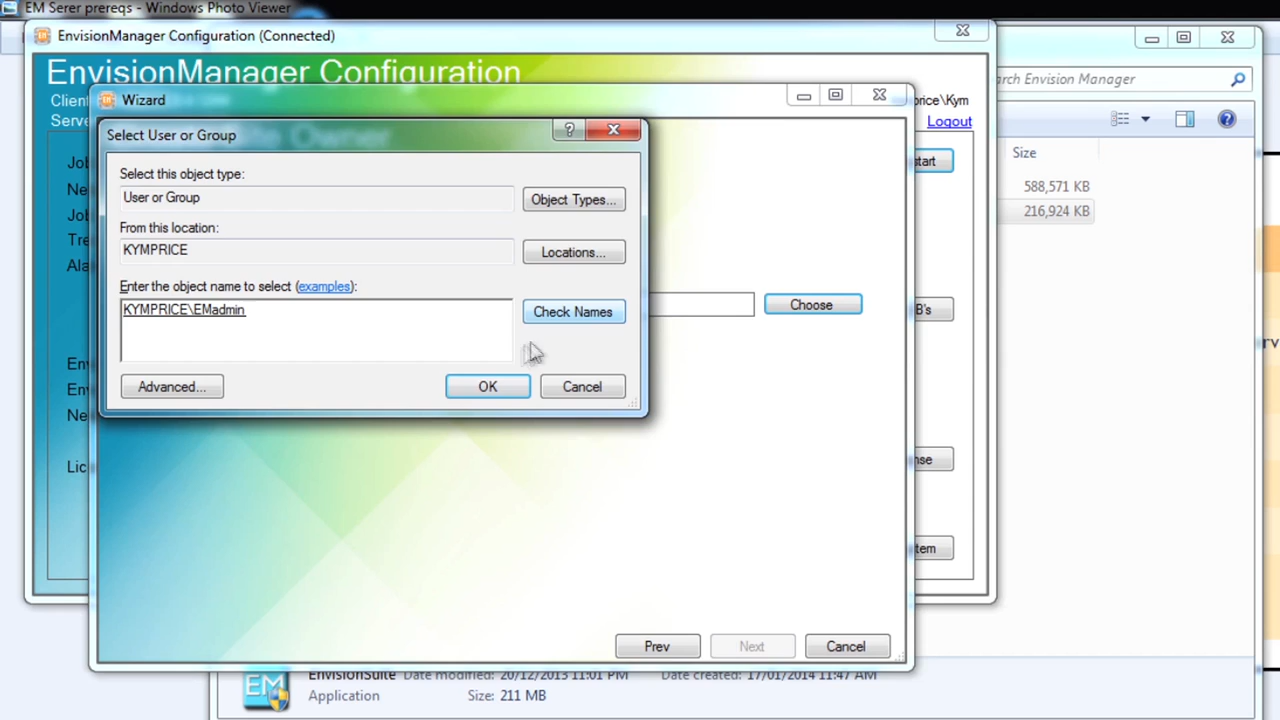 EM Serer prereqs - Windows Photo Viewer
EnvisionManager Configuration (Connected)
EnvisionManager Configuration
Wizard
Logout
Select User or Group
Select this object type:
User or Group
Object Types...
From this location:
KYMPRICE
Locations...
Enter the object name to select (examples):
KYMPRICE\EMadmin
Check Names
Advanced...
OK
Cancel
Choose
Prev
Next
Cancel
Envision Manager
Size
588,571 KB
216,924 KB
EnvisionSuite Date modified: 20/12/2013 11:01 PM Date created: 17/01/2014 11:47 AM
Application Size: 211 MB
EM